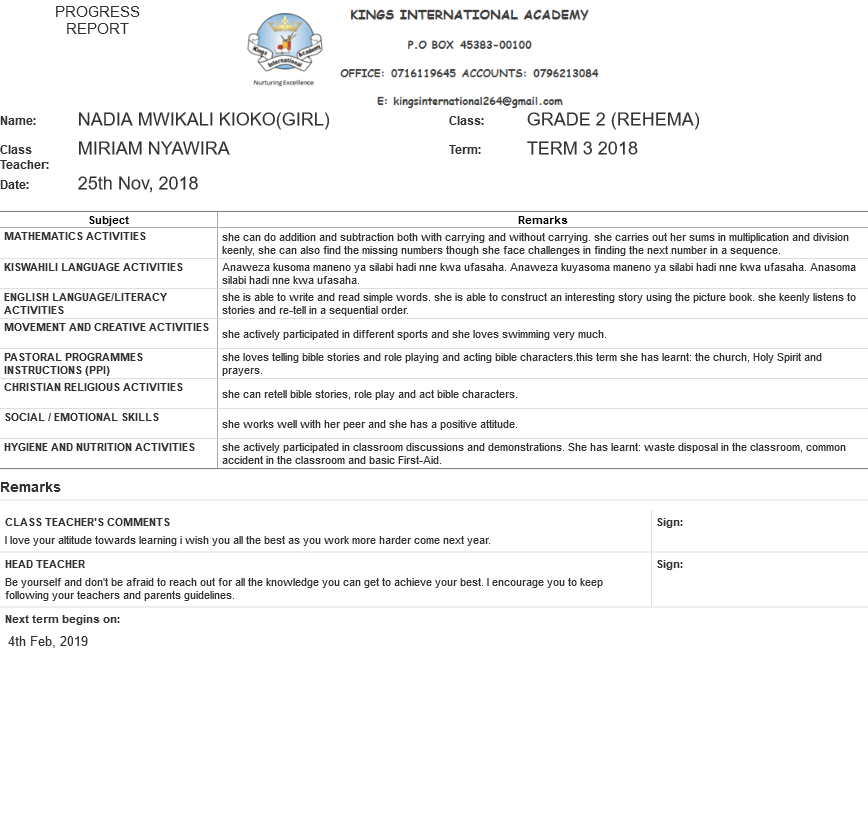 PROGRESS
REPORT
KINGS INTERNATIONAL ACADEMY
P.O BOX 45383-00100
OFFICE: 0716119645 ACCOUNTS: 0796213084
E: kingsinternational264@gmail.com
Kings International Academy
Nurturing Excellence
Name: NADIA MWIKALI KIOKO(GIRL) Class: GRADE 2 (REHEMA)
Class Teacher: MIRIAM NYAWIRA Term: TERM 3 2018
Date: 25th Nov, 2018
Subject Remarks
MATHEMATICS ACTIVITIES
she can do addition and subtraction both with carrying and without carrying. she carries out her sums in multiplication and division
keenly, she can also find the missing numbers though she face challenges in finding the next number in a sequence.
KISWAHILI LANGUAGE ACTIVITIES
Anaweza kusoma maneno ya silabi hadi nne kwa ufasaha. Anaweza kuyasoma maneno ya silabi hadi nne kwa ufasaha. Anasoma
silabi hadi nne kwa ufasaha.
ENGLISH LANGUAGE/LITERACY
ACTIVITIES
she is able to write and read simple words. she is able to construct an interesting story using the picture book. she keenly listens to
stories and re-tell in a sequential order.
MOVEMENT AND CREATIVE ACTIVITIES
she actively participated in different sports and she loves swimming very much.
PASTORAL PROGRAMMES
INSTRUCTIONS (PPI)
she loves telling bible stories and role playing and acting bible characters.this term she has learnt: the church, Holy Spirit and
prayers.
CHRISTIAN RELIGIOUS ACTIVITIES
she can retell bible stories, role play and act bible characters.
SOCIAL / EMOTIONAL SKILLS
she works well with her peer and she has a positive attitude.
HYGIENE AND NUTRITION ACTIVITIES
she actively participated in classroom discussions and demonstrations. She has learnt: waste disposal in the classroom, common
accident in the classroom and basic First-Aid.
Remarks
CLASS TEACHER'S COMMENTS
I love your altitude towards learning i wish you all the best as you work more harder come next year.
Sign:
HEAD TEACHER
Be yourself and don't be afraid to reach out for all the knowledge you can get to achieve your best. I encourage you to keep
following your teachers and parents guidelines.
Sign:
Next term begins on:
4th Feb, 2019